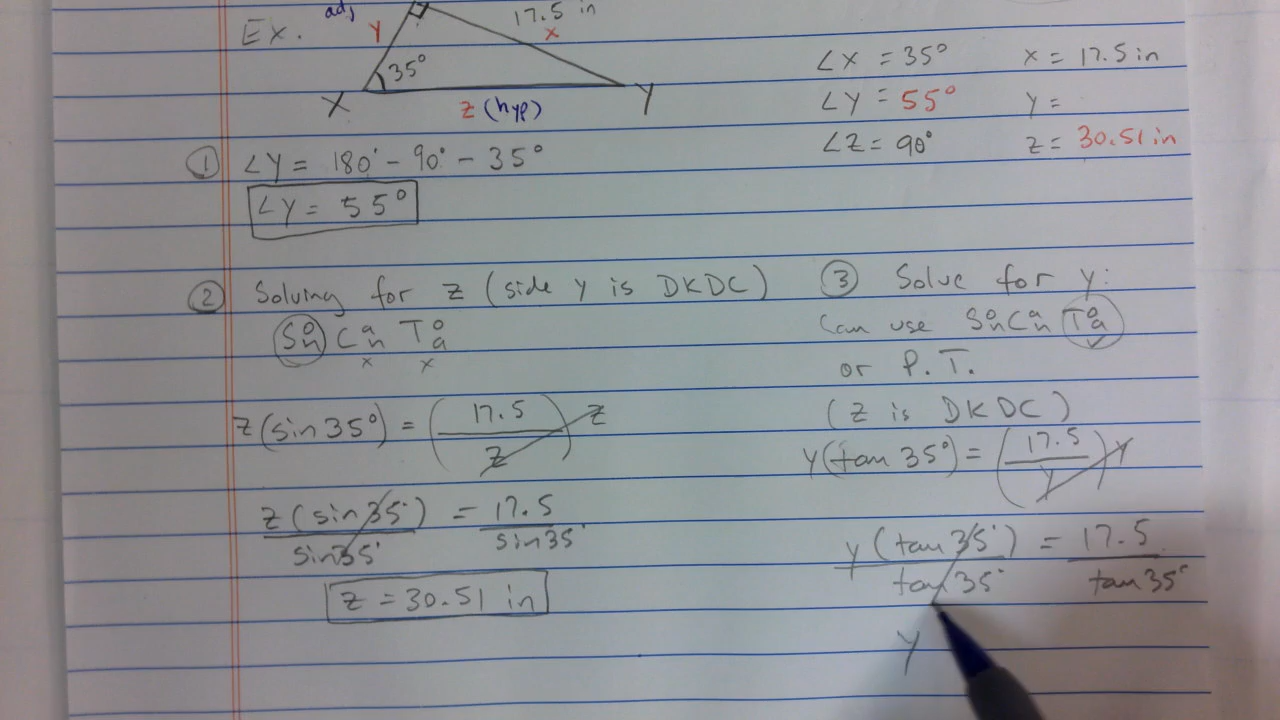 Ex.
adj
y
17.5 in
x
35°
X
z (hyp)
Y
∠X = 35°
x = 17.5 in
∠Y = 55°
y =
∠Z = 90°
z = 30.51 in
① ∠Y = 180° - 90° - 35°
∠Y = 55°
② Solving for z (side y is DKDC)
S o/h C a/h T o/a
x x
z(sin 35°) = (17.5/z) z
z(sin 35°)/sin 35° = 17.5/sin 35°
z = 30.51 in
③ Solve for y:
Can use S o/h C a/h T o/a
or P.T.
(z is DKDC)
y(tan 35°) = (17.5/y) y
y(tan 35°)/tan 35° = 17.5/tan 35°
y